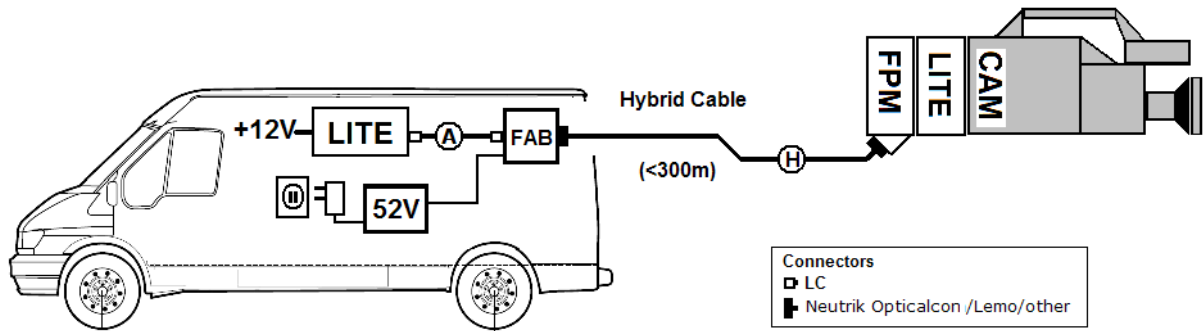 FPM
LITE
CAM
Hybrid Cable
+12V
LITE
A
FAB
(<300m)
H
52V
Connectors
LC
Neutrik Opticalcon /Lemo/other